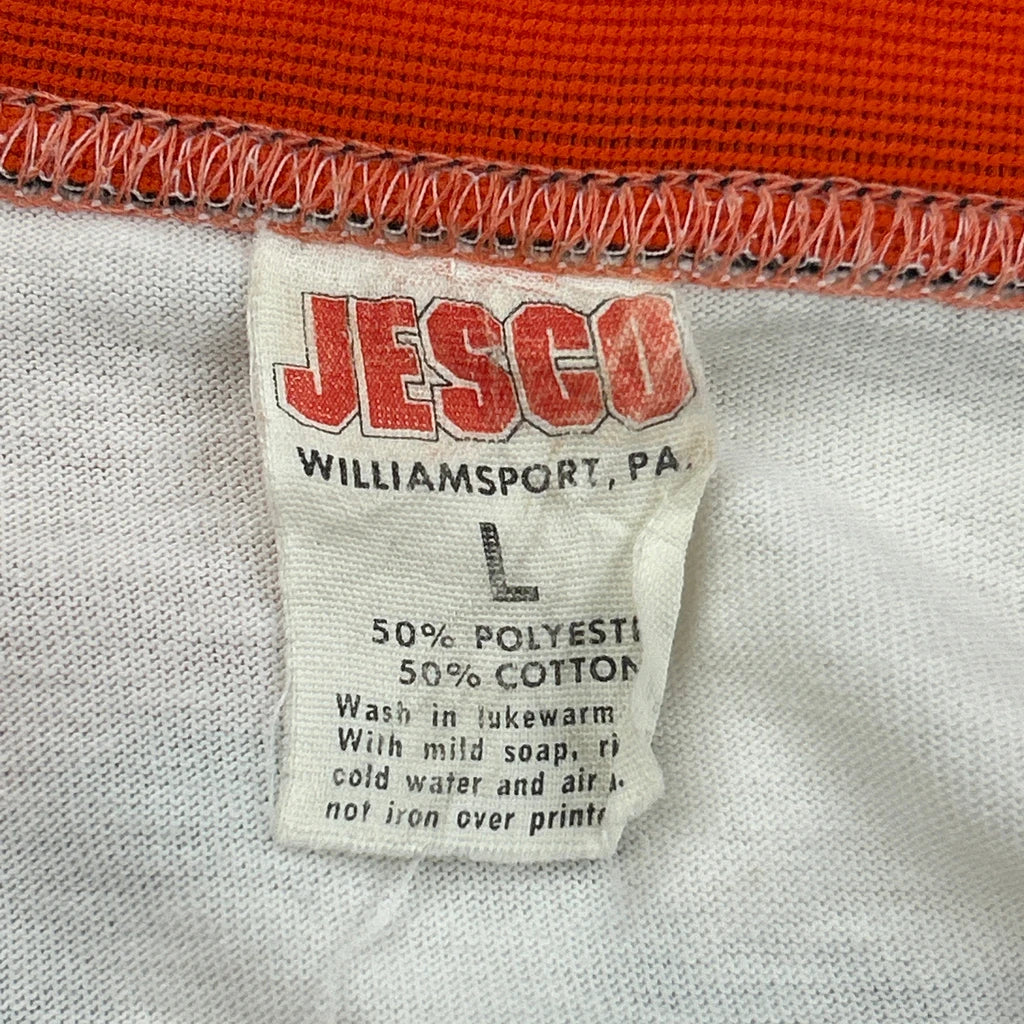 JESCO
WILLIAMSPORT, PA.
L
50% POLYEST
50% COTTON
Wash in lukewarm
With mild soap, ri
cold water and air
not iron over print